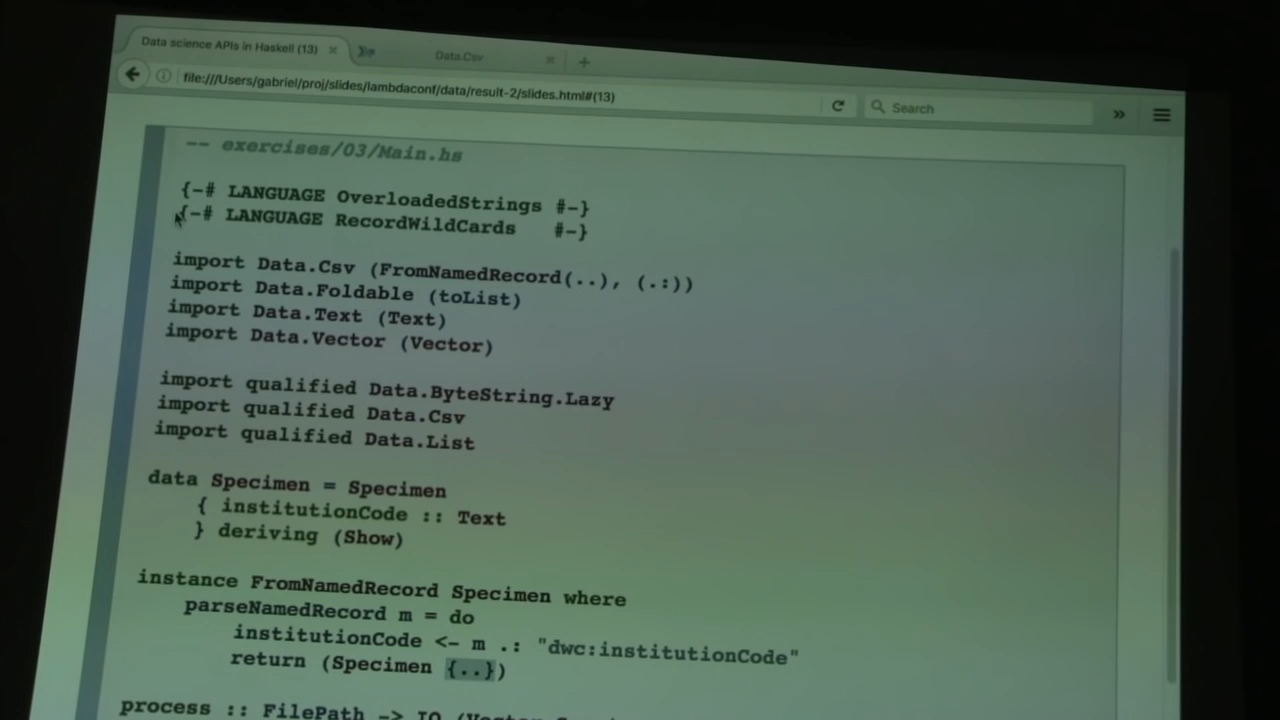 Data science APIs in Haskell (13)
Data.Csv
file:///Users/gabriel/proj/slides/lambdaconf/data/result-2/slides.html#(13)
Search
-- exercises/03/Main.hs
{-# LANGUAGE OverloadedStrings #-}
{-# LANGUAGE RecordWildCards   #-}
import Data.Csv (FromNamedRecord(..), (.:))
import Data.Foldable (toList)
import Data.Text (Text)
import Data.Vector (Vector)
import qualified Data.ByteString.Lazy
import qualified Data.Csv
import qualified Data.List
data Specimen = Specimen
    { institutionCode :: Text
    } deriving (Show)
instance FromNamedRecord Specimen where
    parseNamedRecord m = do
        institutionCode <- m .: "dwc:institutionCode"
        return (Specimen {..})
process :: FilePath -> IO (Vector